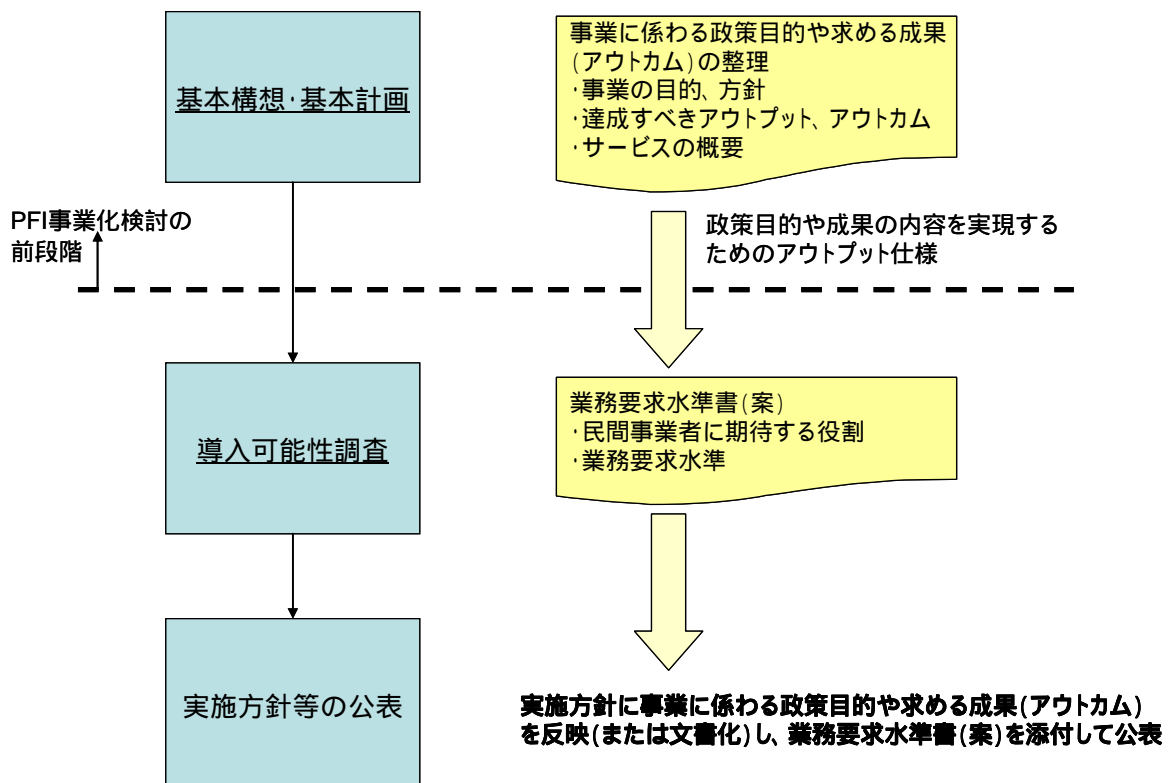 基本構想･基本計画
事業に係わる政策目的や求める成果
(アウトカム)の整理
･事業の目的、方針
･達成すべきアウトプット、アウトカム
･サービスの概要
PFI事業化検討の
前段階
政策目的や成果の内容を実現する
ためのアウトプット仕様
導入可能性調査
業務要求水準書(案)
･民間事業者に期待する役割
･業務要求水準
実施方針等の公表
実施方針に事業に係わる政策目的や求める成果(アウトカム)
を反映(または文書化)し、業務要求水準書(案)を添付して公表